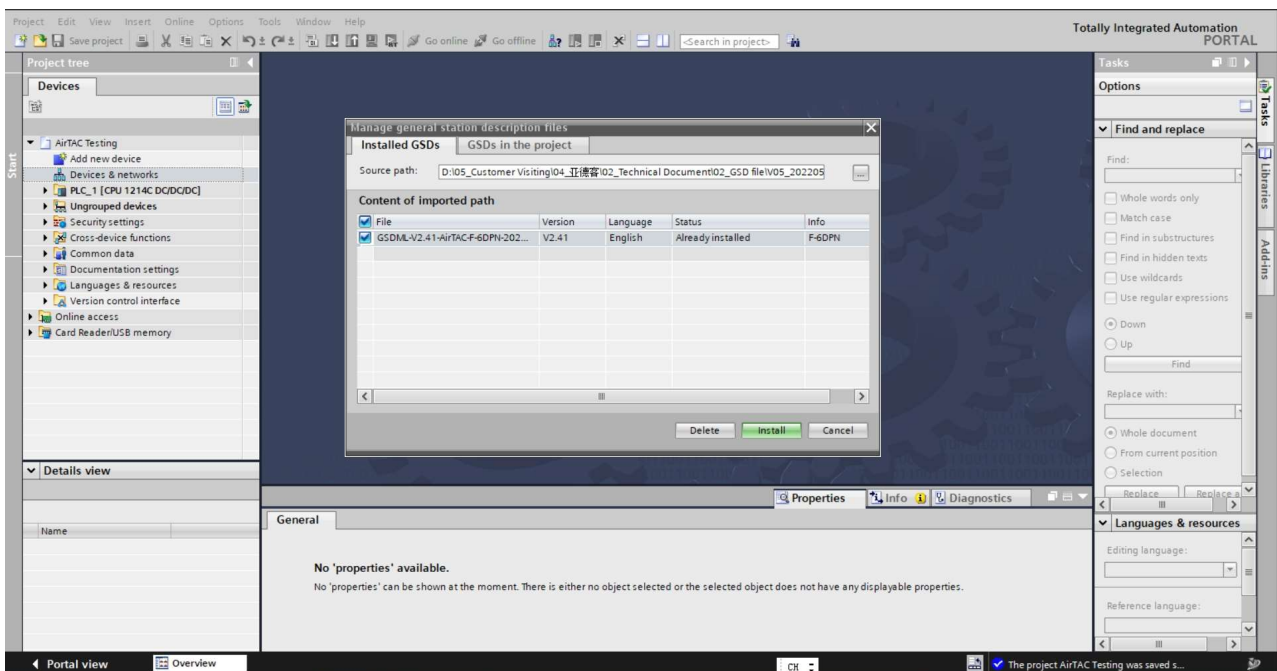 Project Edit View Insert Online Options Tools Window Help
Totally Integrated Automation
PORTAL
Save project
Go online
Go offline
<Search in project>
Project tree
Devices
Start
AirTAC Testing
Add new device
Devices & networks
PLC_1 [CPU 1214C DC/DC/DC]
Ungrouped devices
Security settings
Cross-device functions
Common data
Documentation settings
Languages & resources
Version control interface
Online access
Card Reader/USB memory
Details view
Name
Manage general station description files
Installed GSDs
GSDs in the project
Source path:
D:\05_Customer Visiting\04_亚德客\02_Technical Document\02_GSD file\V05_202205
...
Content of imported path
File Version Language Status Info
GSDML-V2.41-AirTAC-F-6DPN-202... V2.41 English Already installed F-6DPN
Delete
Install
Cancel
Properties
Info
Diagnostics
General
No 'properties' available.
No 'properties' can be shown at the moment. There is either no object selected or the selected object does not have any displayable properties.
Tasks
Options
Find and replace
Find:
Whole words only
Match case
Find in substructures
Find in hidden texts
Use wildcards
Use regular expressions
Down
Up
Find
Replace with:
Whole document
From current position
Selection
Replace
Replace a
Languages & resources
Editing language:
Reference language:
Tasks
Libraries
Add-ins
Portal view
Overview
CH
The project AirTAC Testing was saved s...